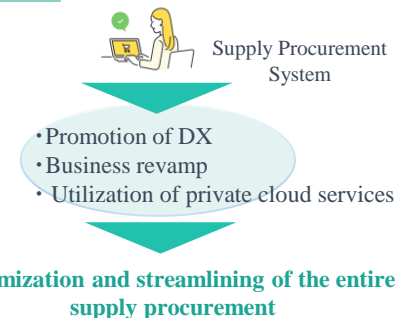 Supply Procurement
System
・Promotion of DX
・Business revamp
・Utilization of private cloud services
mization and streamlining of the entire
supply procurement